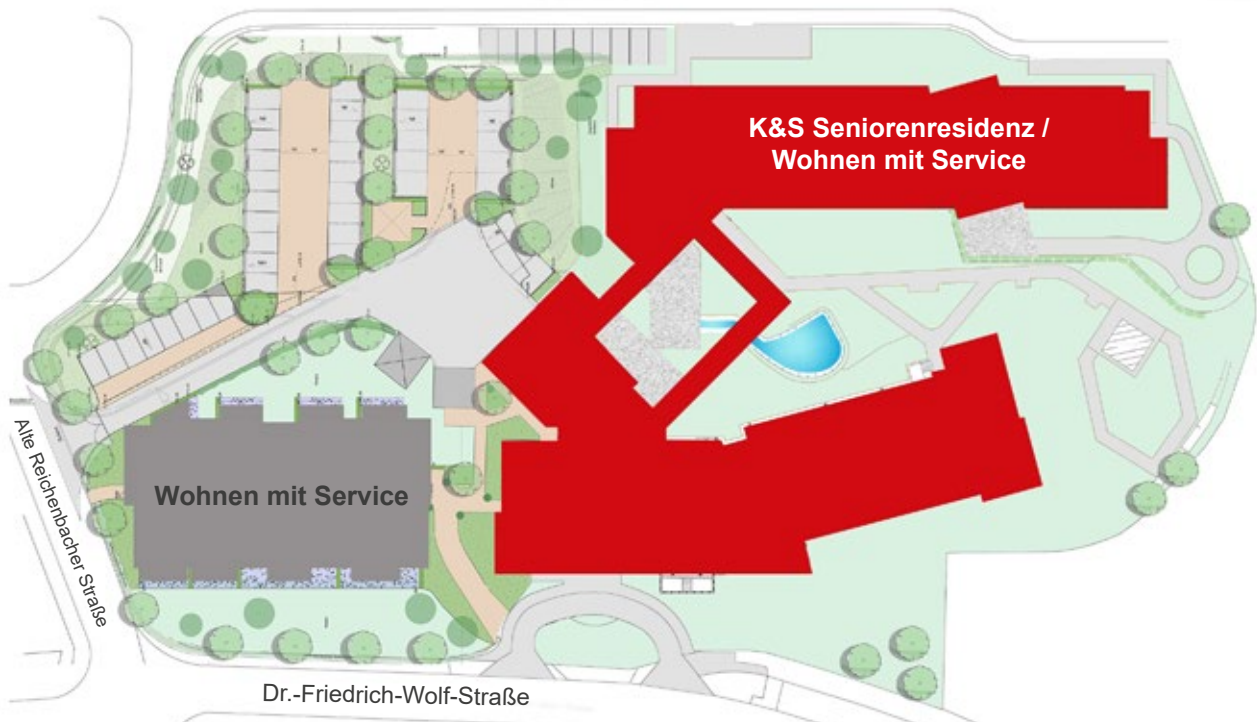 K&S Seniorenresidenz /
Wohnen mit Service
Wohnen mit Service
Alte Reichenbacher Straße
Dr.-Friedrich-Wolf-Straße